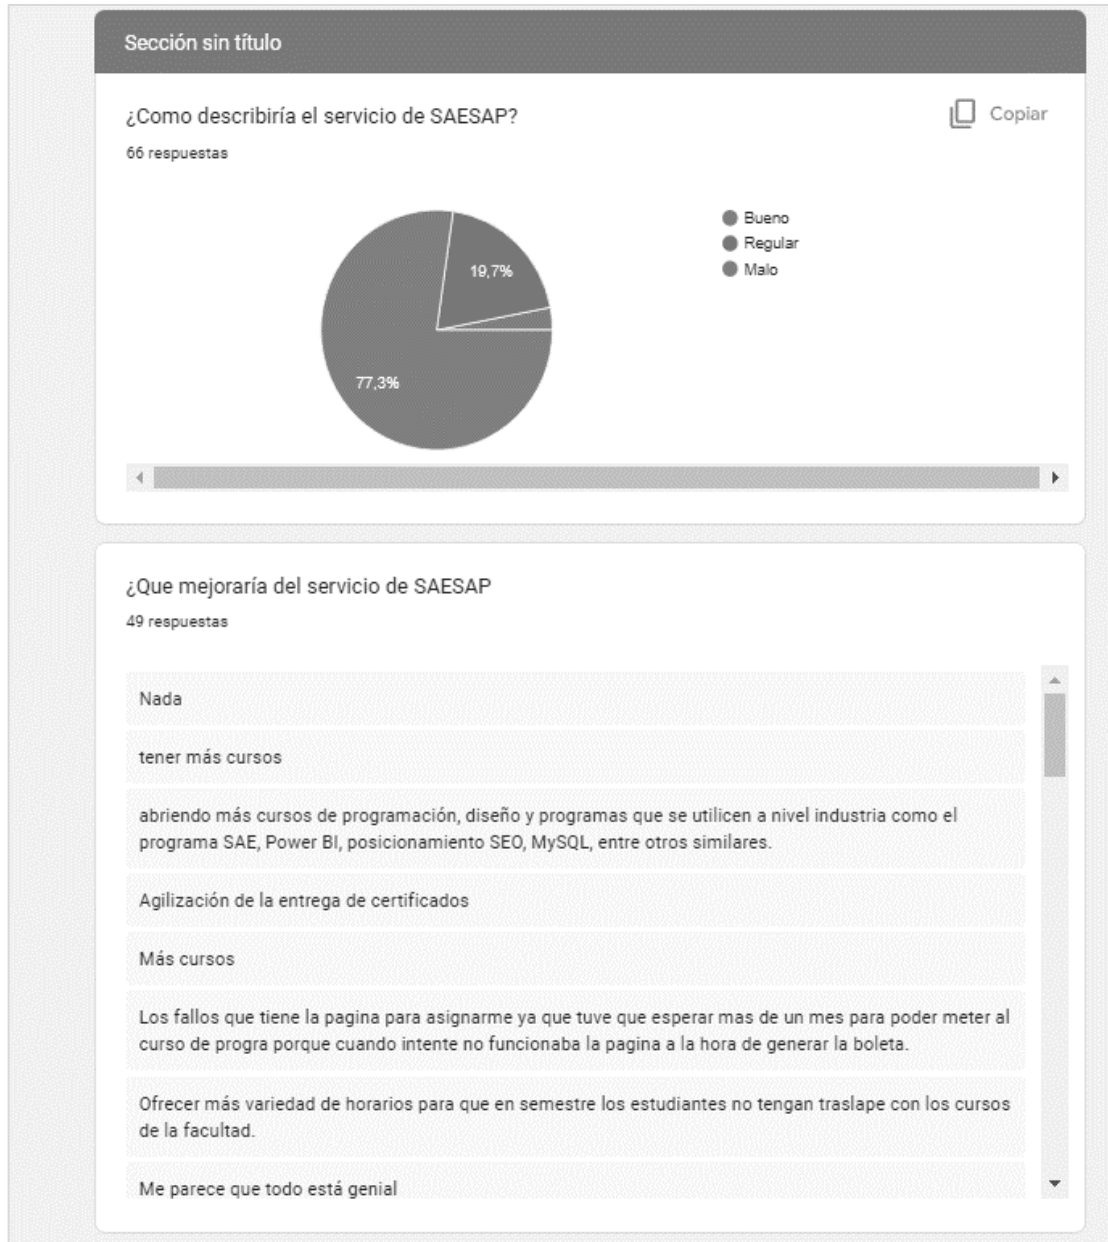 Sección sin título
¿Como describiría el servicio de SAESAP?
Copiar
66 respuestas
Bueno
Regular
Malo
19,7%
77,3%
¿Que mejoraría del servicio de SAESAP
49 respuestas
Nada
tener más cursos
abriendo más cursos de programación, diseño y programas que se utilicen a nivel industria como el
programa SAE, Power BI, posicionamiento SEO, MySQL, entre otros similares.
Agilización de la entrega de certificados
Más cursos
Los fallos que tiene la pagina para asignarme ya que tuve que esperar mas de un mes para poder meter al
curso de progra porque cuando intente no funcionaba la pagina a la hora de generar la boleta.
Ofrecer más variedad de horarios para que en semestre los estudiantes no tengan traslape con los cursos
de la facultad.
Me parece que todo está genial